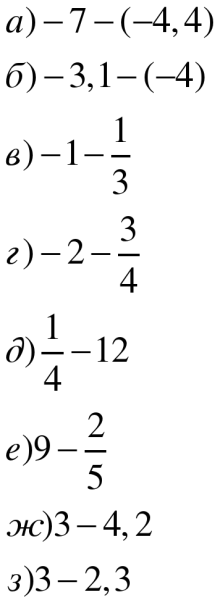 а) – 7 – (–4, 4)
б) – 3,1 – (–4)
в) – 1 – 1/3
г) – 2 – 3/4
д) 1/4 – 12
е)9 – 2/5
ж)3 – 4, 2
з)3 – 2, 3